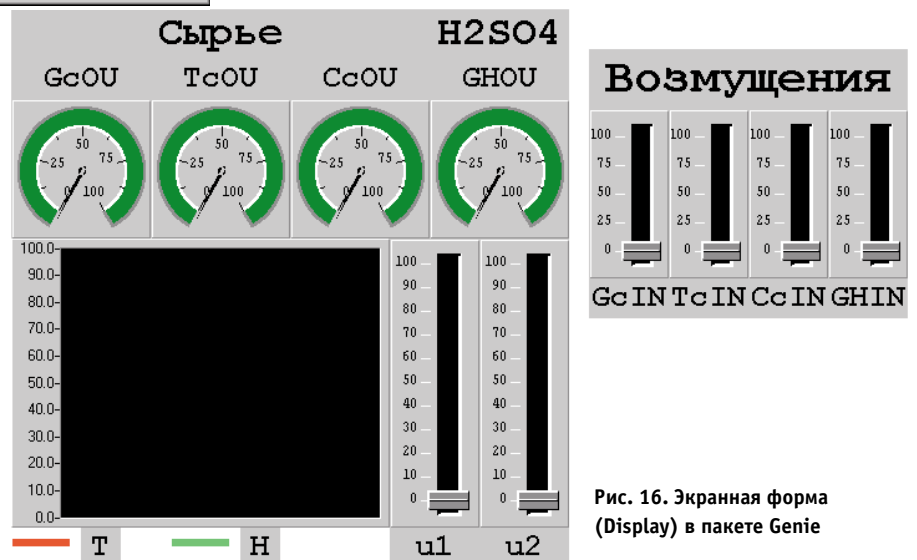 Сырье H2SO4
GcOU TcOU CcOU GHOU
0 25 50 75 100
0 25 50 75 100
0 25 50 75 100
0 25 50 75 100
100.0
90.0
80.0
70.0
60.0
50.0
40.0
30.0
20.0
10.0
0.0
T H
100
90
80
70
60
50
40
30
20
10
0
u1
100
90
80
70
60
50
40
30
20
10
0
u2
Возмущения
100 100 100 100
75 75 75 75
50 50 50 50
25 25 25 25
0 0 0 0
GcIN TcIN CcIN GHIN
Рис. 16. Экранная форма
(Display) в пакете Genie